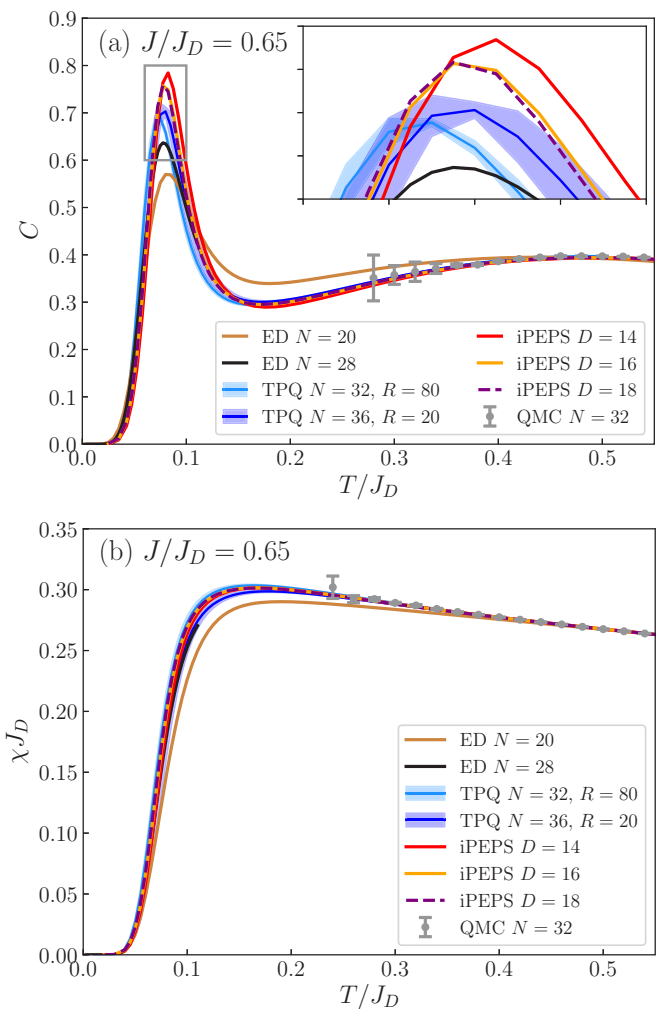 (a) J/J_D = 0.65
0.9
0.8
0.7
0.6
0.5
0.4
0.3
0.2
0.1
0.0
C
ED N = 20
ED N = 28
TPQ N = 32, R = 80
TPQ N = 36, R = 20
iPEPS D = 14
iPEPS D = 16
iPEPS D = 18
QMC N = 32
0.0 0.1 0.2 0.3 0.4 0.5
T/J_D
(b) J/J_D = 0.65
0.35
0.30
0.25
0.20
0.15
0.10
0.05
0.00
χJ_D
ED N = 20
ED N = 28
TPQ N = 32, R = 80
TPQ N = 36, R = 20
iPEPS D = 14
iPEPS D = 16
iPEPS D = 18
QMC N = 32
0.0 0.1 0.2 0.3 0.4 0.5
T/J_D